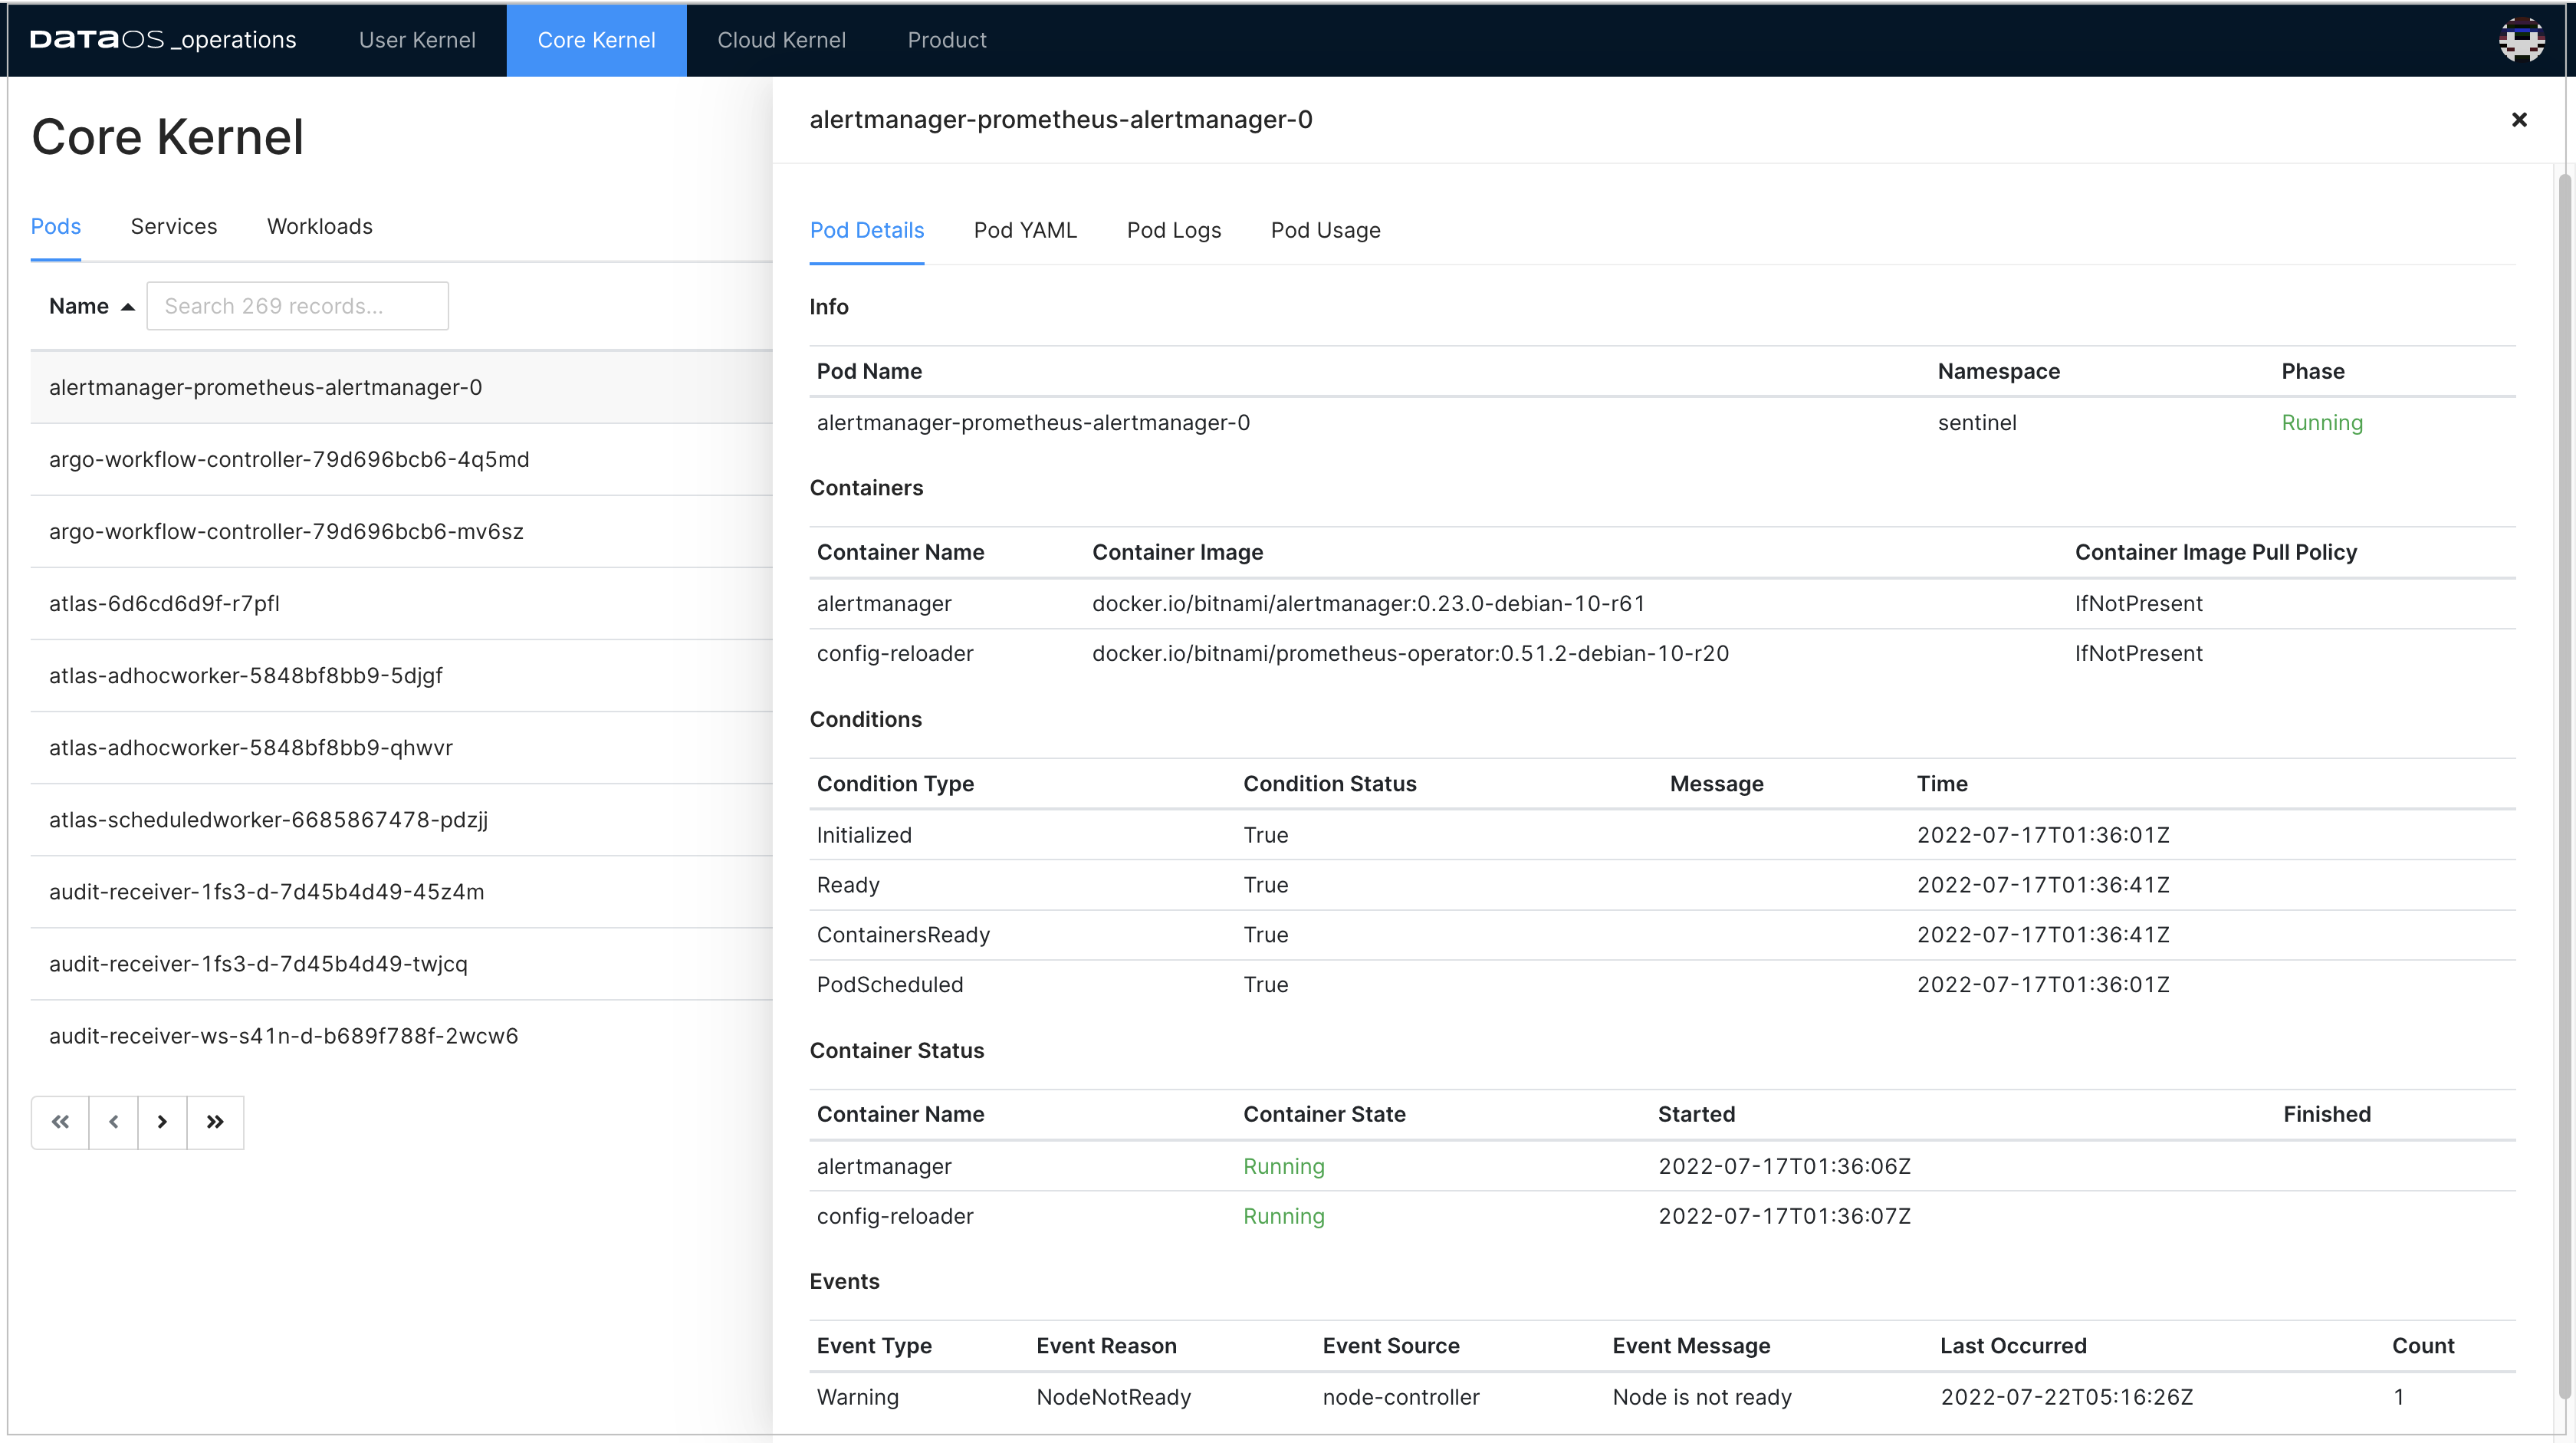 DATAOS _operations User Kernel Core Kernel Cloud Kernel Product
Core Kernel
Pods Services Workloads
Name Search 269 records...
alertmanager-prometheus-alertmanager-0
argo-workflow-controller-79d696bcb6-4q5md
argo-workflow-controller-79d696bcb6-mv6sz
atlas-6d6cd6d9f-r7pfl
atlas-adhocworker-5848bf8bb9-5djgf
atlas-adhocworker-5848bf8bb9-qhwvr
atlas-scheduledworker-6685867478-pdzjj
audit-receiver-1fs3-d-7d45b4d49-45z4m
audit-receiver-1fs3-d-7d45b4d49-twjcq
audit-receiver-ws-s41n-d-b689f788f-2wcw6
alertmanager-prometheus-alertmanager-0
Pod Details Pod YAML Pod Logs Pod Usage
Info
Pod Name Namespace Phase
alertmanager-prometheus-alertmanager-0 sentinel Running
Containers
Container Name Container Image Container Image Pull Policy
alertmanager docker.io/bitnami/alertmanager:0.23.0-debian-10-r61 IfNotPresent
config-reloader docker.io/bitnami/prometheus-operator:0.51.2-debian-10-r20 IfNotPresent
Conditions
Condition Type Condition Status Message Time
Initialized True 2022-07-17T01:36:01Z
Ready True 2022-07-17T01:36:41Z
ContainersReady True 2022-07-17T01:36:41Z
PodScheduled True 2022-07-17T01:36:01Z
Container Status
Container Name Container State Started Finished
alertmanager Running 2022-07-17T01:36:06Z
config-reloader Running 2022-07-17T01:36:07Z
Events
Event Type Event Reason Event Source Event Message Last Occurred Count
Warning NodeNotReady node-controller Node is not ready 2022-07-22T05:16:26Z 1